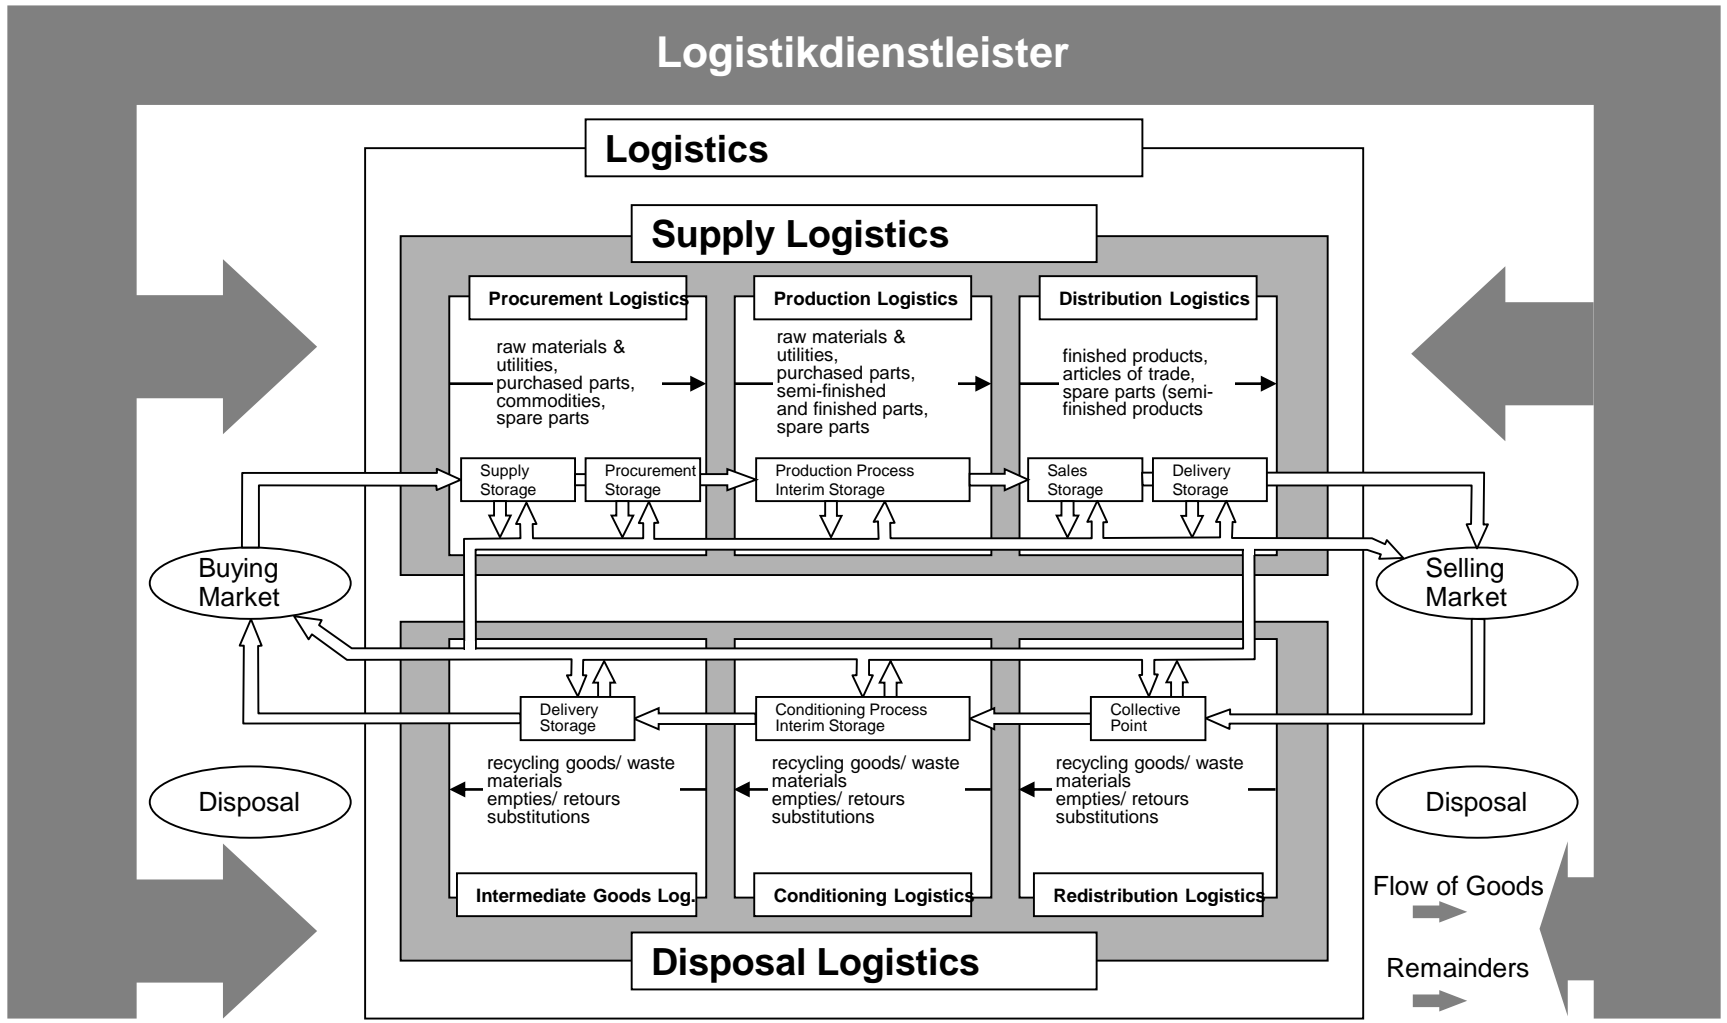 Logistikdienstleister
Logistics
Supply Logistics
Procurement Logistics
raw materials &
utilities,
purchased parts,
commodities,
spare parts
Production Logistics
raw materials &
utilities,
purchased parts,
semi-finished
and finished parts,
spare parts
Distribution Logistics
finished products,
articles of trade,
spare parts (semi-
finished products
Supply
Storage
Procurement
Storage
Production Process
Interim Storage
Sales
Storage
Delivery
Storage
Buying
Market
Selling
Market
Delivery
Storage
Conditioning Process
Interim Storage
Collective
Point
recycling goods/ waste
materials
empties/ retours
substitutions
recycling goods/ waste
materials
empties/ retours
substitutions
recycling goods/ waste
materials
empties/ retours
substitutions
Disposal
Disposal
Intermediate Goods Log.
Conditioning Logistics
Redistribution Logistics
Flow of Goods
Disposal Logistics
Remainders